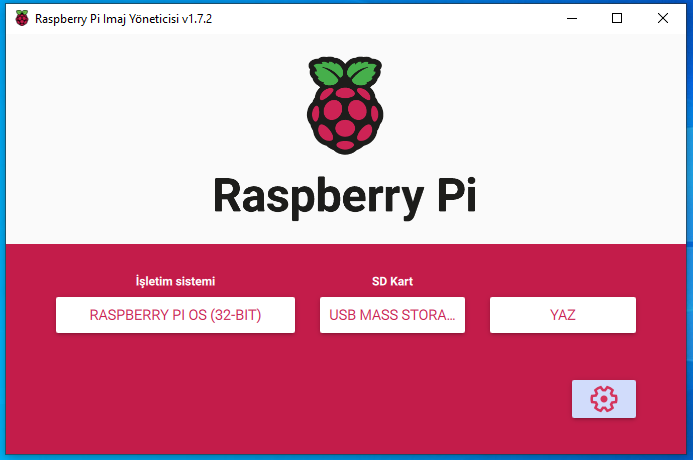 Raspberry Pi Imaj Yöneticisi v1.7.2
Raspberry Pi
İşletim sistemi
SD Kart
RASPBERRY PI OS (32-BIT)
USB MASS STORA...
YAZ